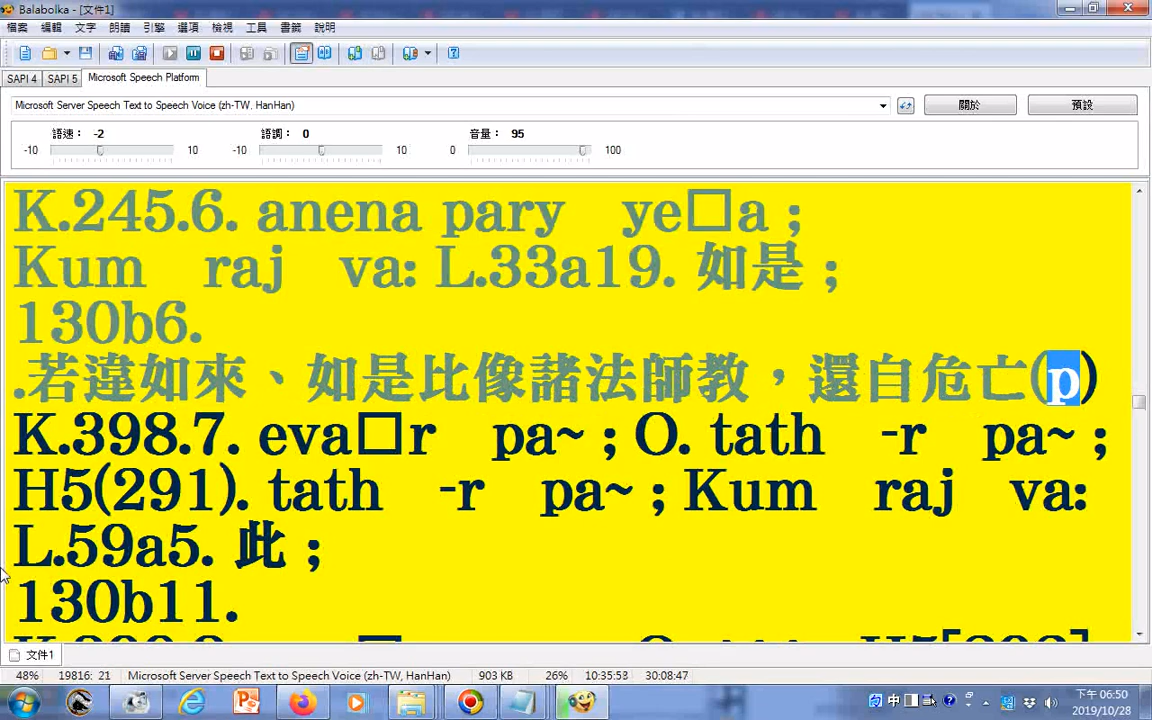 Balabolka - [文件1]
檔案 編輯 文字 朗讀 引擎 選項 檢視 工具 書籤 說明
SAPI 4 SAPI 5 Microsoft Speech Platform
Microsoft Server Speech Text to Speech Voice (zh-TW, HanHan) 關於 預設
語速： -2 語調： 0 音量： 95
-10 10 -10 10 0 100
K.245.6. anena pary ye□a ;
Kum raj va: L.33a19. 如是 ;
130b6.
.若違如來、如是比像諸法師教，還自危亡(p)
K.398.7. eva□r pa~ ; O. tath -r pa~ ;
H5(291). tath -r pa~ ; Kum raj va:
L.59a5. 此 ;
130b11.
文件1
48% 19816: 21 Microsoft Server Speech Text to Speech Voice (zh-TW, HanHan) 903 KB 26% 10:35:53 30:08:47
中 下午 06:50
2019/10/28